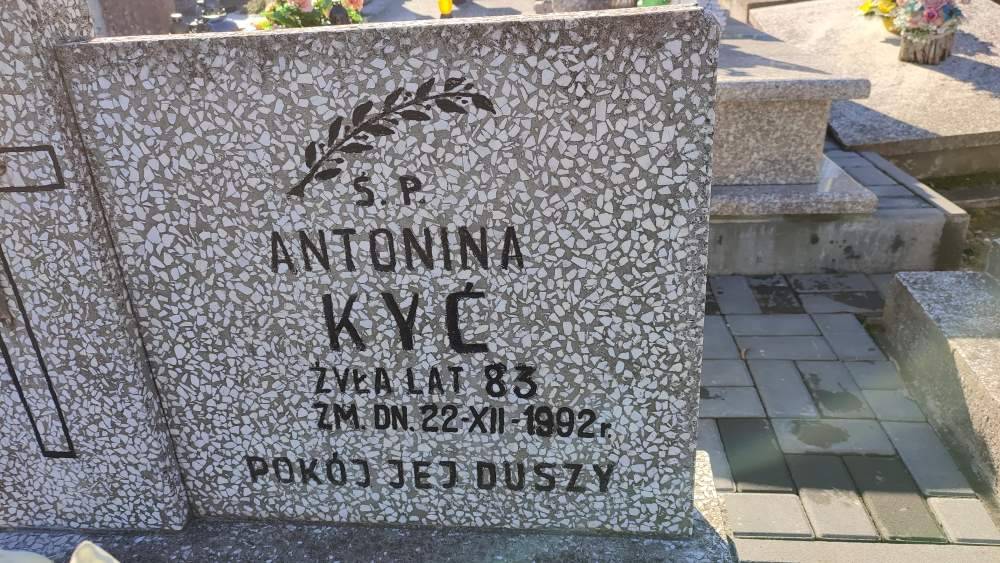 Ś. P.
ANTONINA
KYĆ
ŻYŁA LAT 83
ZM. DN. 22-XII-1992 r.
POKÓJ JEJ DUSZY